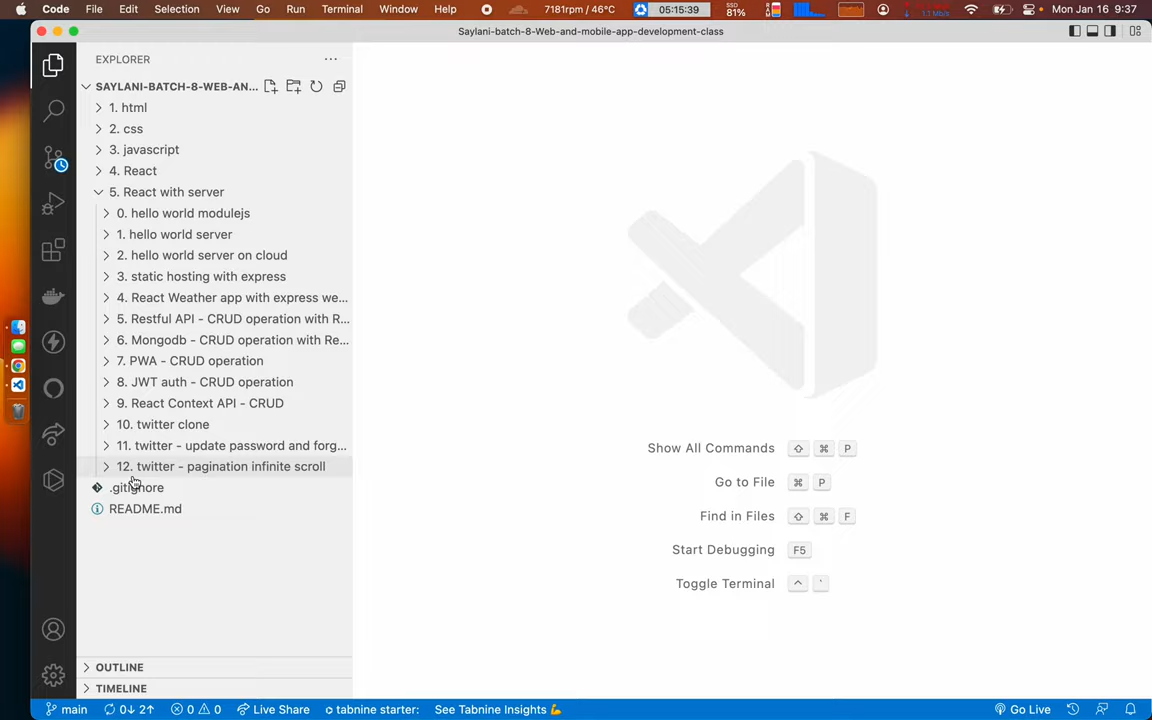 Code File Edit Selection View Go Run Terminal Window Help 7181rpm / 46°C 05:15:39 SSD 81% 1.1 Mb/s Mon Jan 16 9:37
Saylani-batch-8-Web-and-mobile-app-development-class
EXPLORER
SAYLANI-BATCH-8-WEB-AN...
1. html
2. css
3. javascript
4. React
5. React with server
0. hello world modulejs
1. hello world server
2. hello world server on cloud
3. static hosting with express
4. React Weather app with express we...
5. Restful API - CRUD operation with R...
6. Mongodb - CRUD operation with Re...
7. PWA - CRUD operation
8. JWT auth - CRUD operation
9. React Context API - CRUD
10. twitter clone
11. twitter - update password and forg...
12. twitter - pagination infinite scroll
.gitignore
README.md
Show All Commands ⇧ ⌘ P
Go to File ⌘ P
Find in Files ⇧ ⌘ F
Start Debugging F5
Toggle Terminal ^ `
OUTLINE
TIMELINE
main 0↓ 2↑ 0 0 Live Share tabnine starter: See Tabnine Insights 💪 Go Live